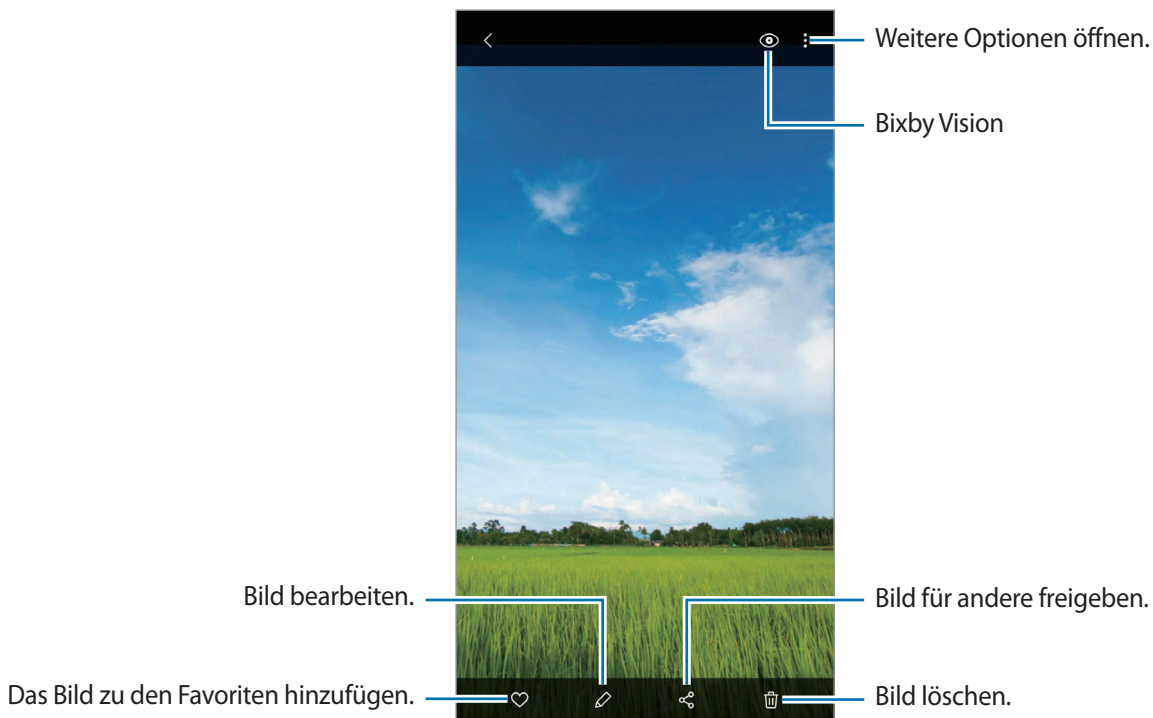 Weitere Optionen öffnen.
Bixby Vision
Bild bearbeiten.
Bild für andere freigeben.
Das Bild zu den Favoriten hinzufügen.
Bild löschen.